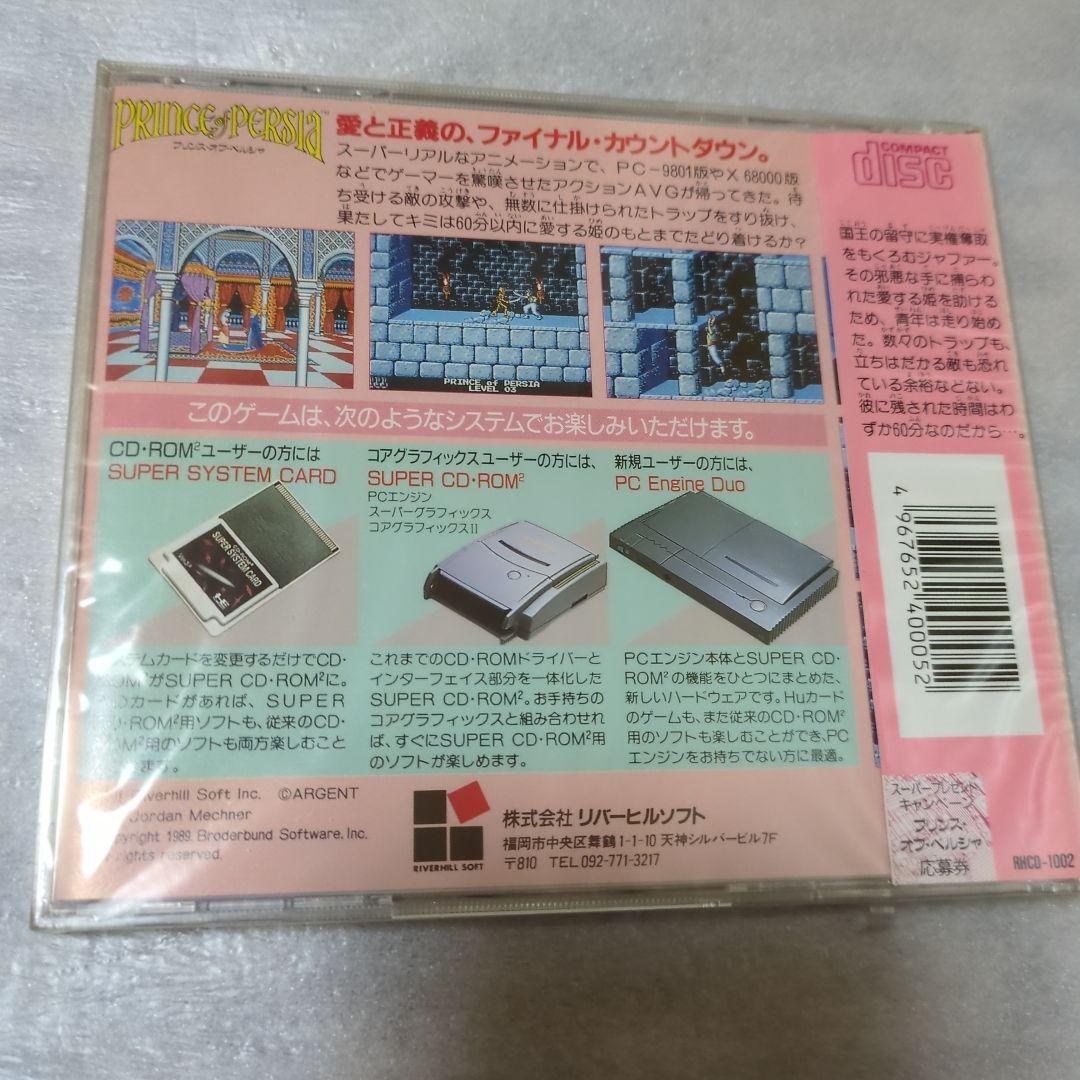 PRINCE of PERSIA
プリンス・オブ・ペルシャ
愛と正義の、ファイナル・カウントダウン。
スーパーリアルなアニメーションで、PC-9801版やX 68000版
などでゲーマーを驚嘆させたアクションAVGが帰ってきた。待
ち受ける敵の攻撃や、無数に仕掛けられたトラップをすり抜け、
果たしてキミは60分以内に愛する姫のもとまでたどり着けるか?
PRINCE of PERSIA
LEVEL 03
このゲームは、次のようなシステムでお楽しみいただけます。
CD・ROM²ユーザーの方には
SUPER SYSTEM CARD
CD-ROM²
SUPER SYSTEM CARD
ステムカードを変更するだけでCD・
OM²がSUPER CD・ROM²に。
のカードがあれば、SUPER
D・ROM²用ソフトも、従来のCD・
OM²用のソフトも両方楽しむこと
ます。
コアグラフィックスユーザーの方には、
SUPER CD・ROM²
PCエンジン
スーパーグラフィックス
コアグラフィックスII
これまでのCD・ROMドライバーと
インターフェイス部分を一体化した
SUPER CD・ROM²。お手持ちの
コアグラフィックスと組み合わせれ
ば、すぐにSUPER CD・ROM²用
のソフトが楽しめます。
新規ユーザーの方には、
PC Engine Duo
PCエンジン本体とSUPER CD・
ROM²の機能をひとつにまとめた、
新しいハードウェアです。Huカード
のゲームも、また従来のCD・ROM²
用のソフトも楽しむことができ、PC
エンジンをお持ちでない方に最適。
Riverhill Soft Inc. ©ARGENT
Jordan Mechner
yright 1989. Broderbund Software, Inc.
ghts reserved.
RIVERHILL SOFT
株式会社 リバーヒルソフト
福岡市中央区舞鶴1-1-10 天神シルバービル7F
〒810 TEL 092-771-3217
COMPACT
disc
国王の留守に実権奪取
をもくろむジャファー。
その邪悪な手に捕らわ
れた愛する姫を助ける
ため、青年は走り始め
た。数々のトラップも、
立ちはだかる敵も恐れ
ている余裕などない。
彼に残された時間はわ
ずか60分なのだから…。
4 967652 400052
スーパープレゼント
キャンペーン
プリンス・
オブ・ペルシャ
応募券
RHCD-1002